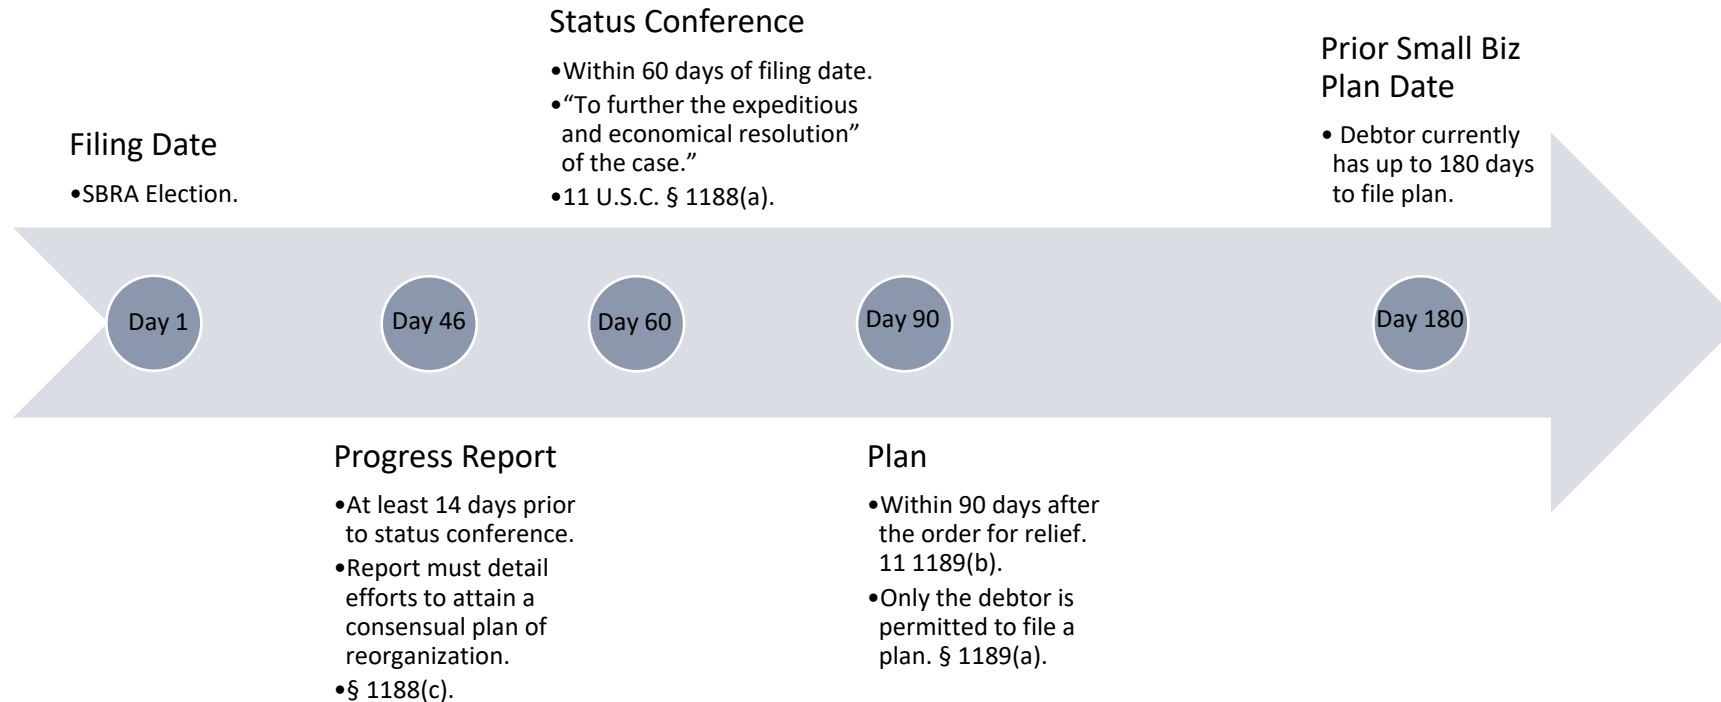 Filing Date
•SBRA Election.
Status Conference
•Within 60 days of filing date.
•“To further the expeditious
and economical resolution”
of the case.”
•11 U.S.C. § 1188(a).
Prior Small Biz
Plan Date
• Debtor currently
has up to 180 days
to file plan.
Day 1
Day 46
Day 60
Day 90
Day 180
Progress Report
•At least 14 days prior
to status conference.
•Report must detail
efforts to attain a
consensual plan of
reorganization.
•§ 1188(c).
Plan
•Within 90 days after
the order for relief.
11 1189(b).
•Only the debtor is
permitted to file a
plan. § 1189(a).